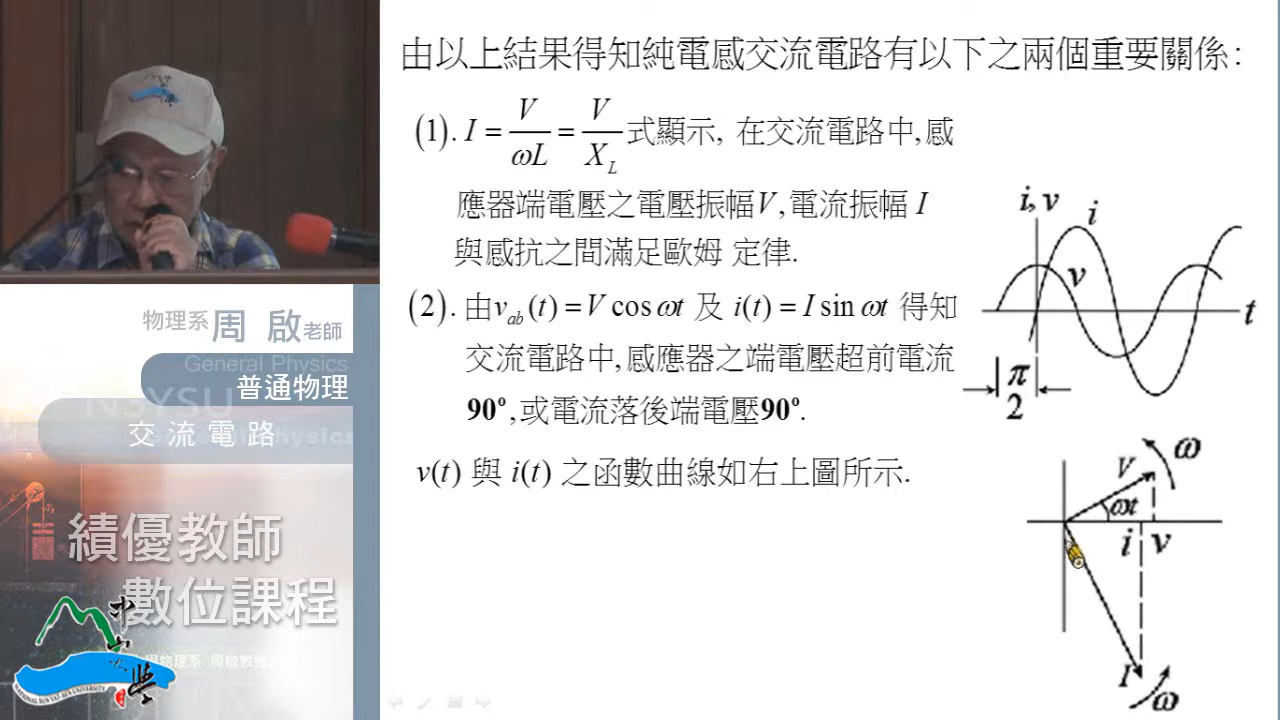 由以上結果得知純電感交流電路有以下之兩個重要關係:
(1). I = V/ωL = V/X_L 式顯示, 在交流電路中,感
應器端電壓之電壓振幅V,電流振幅 I
與感抗之間滿足歐姆 定律.
(2). 由v_ab(t) = V cos ωt 及 i(t) = I sin ωt 得知
交流電路中,感應器之端電壓超前電流
90°,或電流落後端電壓90°.
v(t) 與 i(t) 之函數曲線如右上圖所示.
i, v
i
v
t
π/2
ω
V
ωt
i v
I
ω
物理系 周 啟 老師
General Physics
普通物理
NSYSU
交 流 電 路
績優教師
數位課程
NATIONAL SUN YAT-SEN UNIVERSITY